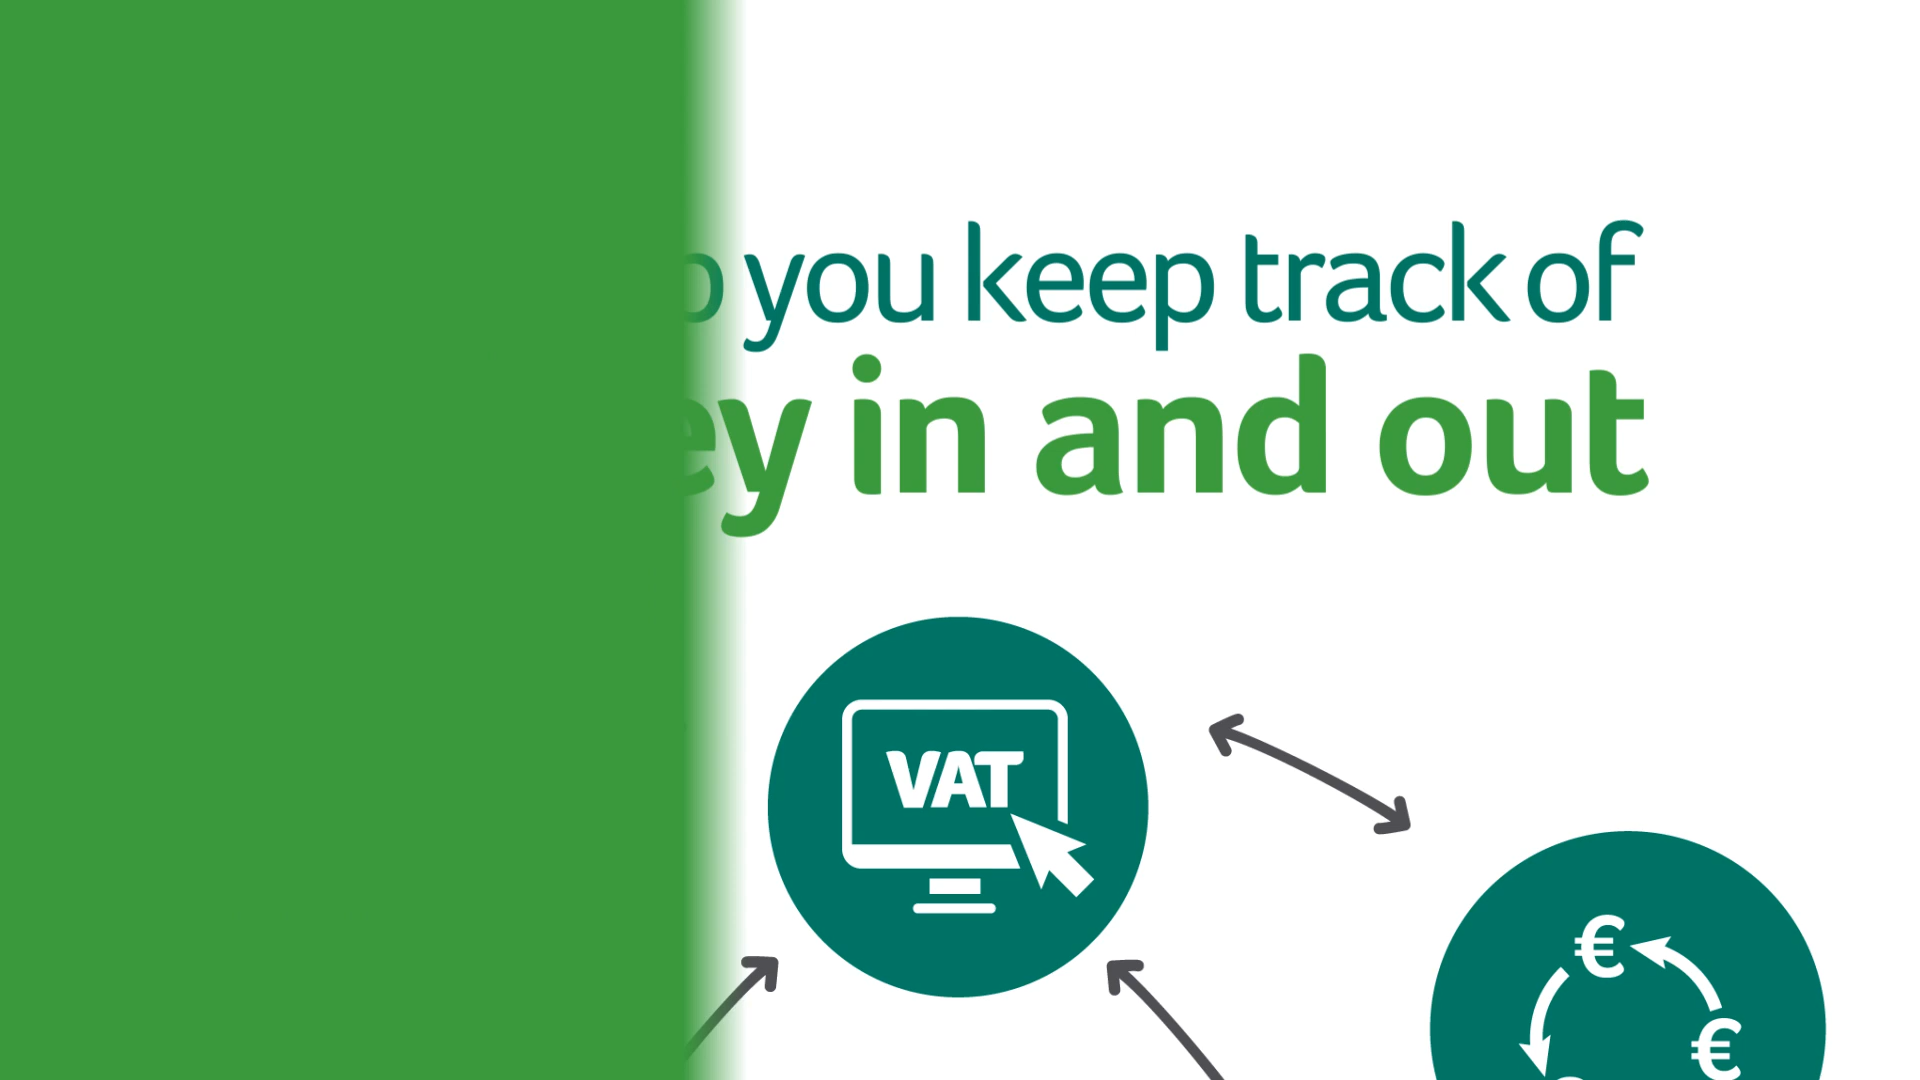 you keep track of
in and out
VAT
€
€